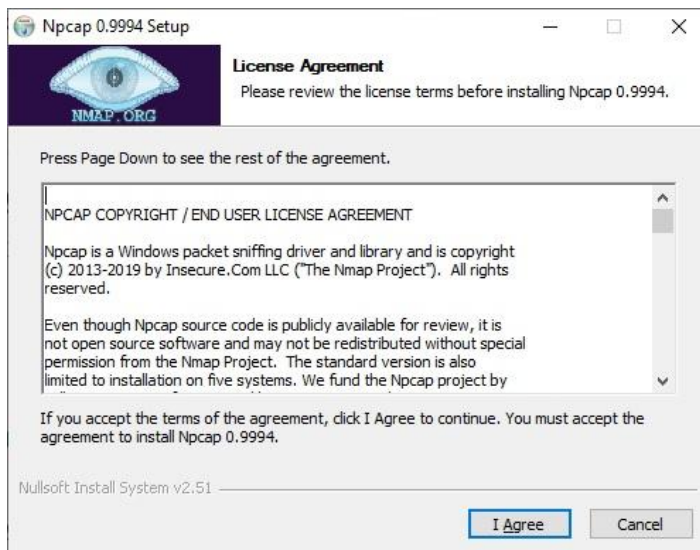 Npcap 0.9994 Setup
NMAP.ORG
License Agreement
Please review the license terms before installing Npcap 0.9994.
Press Page Down to see the rest of the agreement.
NPCAP COPYRIGHT / END USER LICENSE AGREEMENT
Npcap is a Windows packet sniffing driver and library and is copyright
(c) 2013-2019 by Insecure.Com LLC ("The Nmap Project").  All rights
reserved.
Even though Npcap source code is publicly available for review, it is
not open source software and may not be redistributed without special
permission from the Nmap Project.  The standard version is also
limited to installation on five systems. We fund the Npcap project by
If you accept the terms of the agreement, click I Agree to continue. You must accept the
agreement to install Npcap 0.9994.
Nullsoft Install System v2.51
I Agree
Cancel